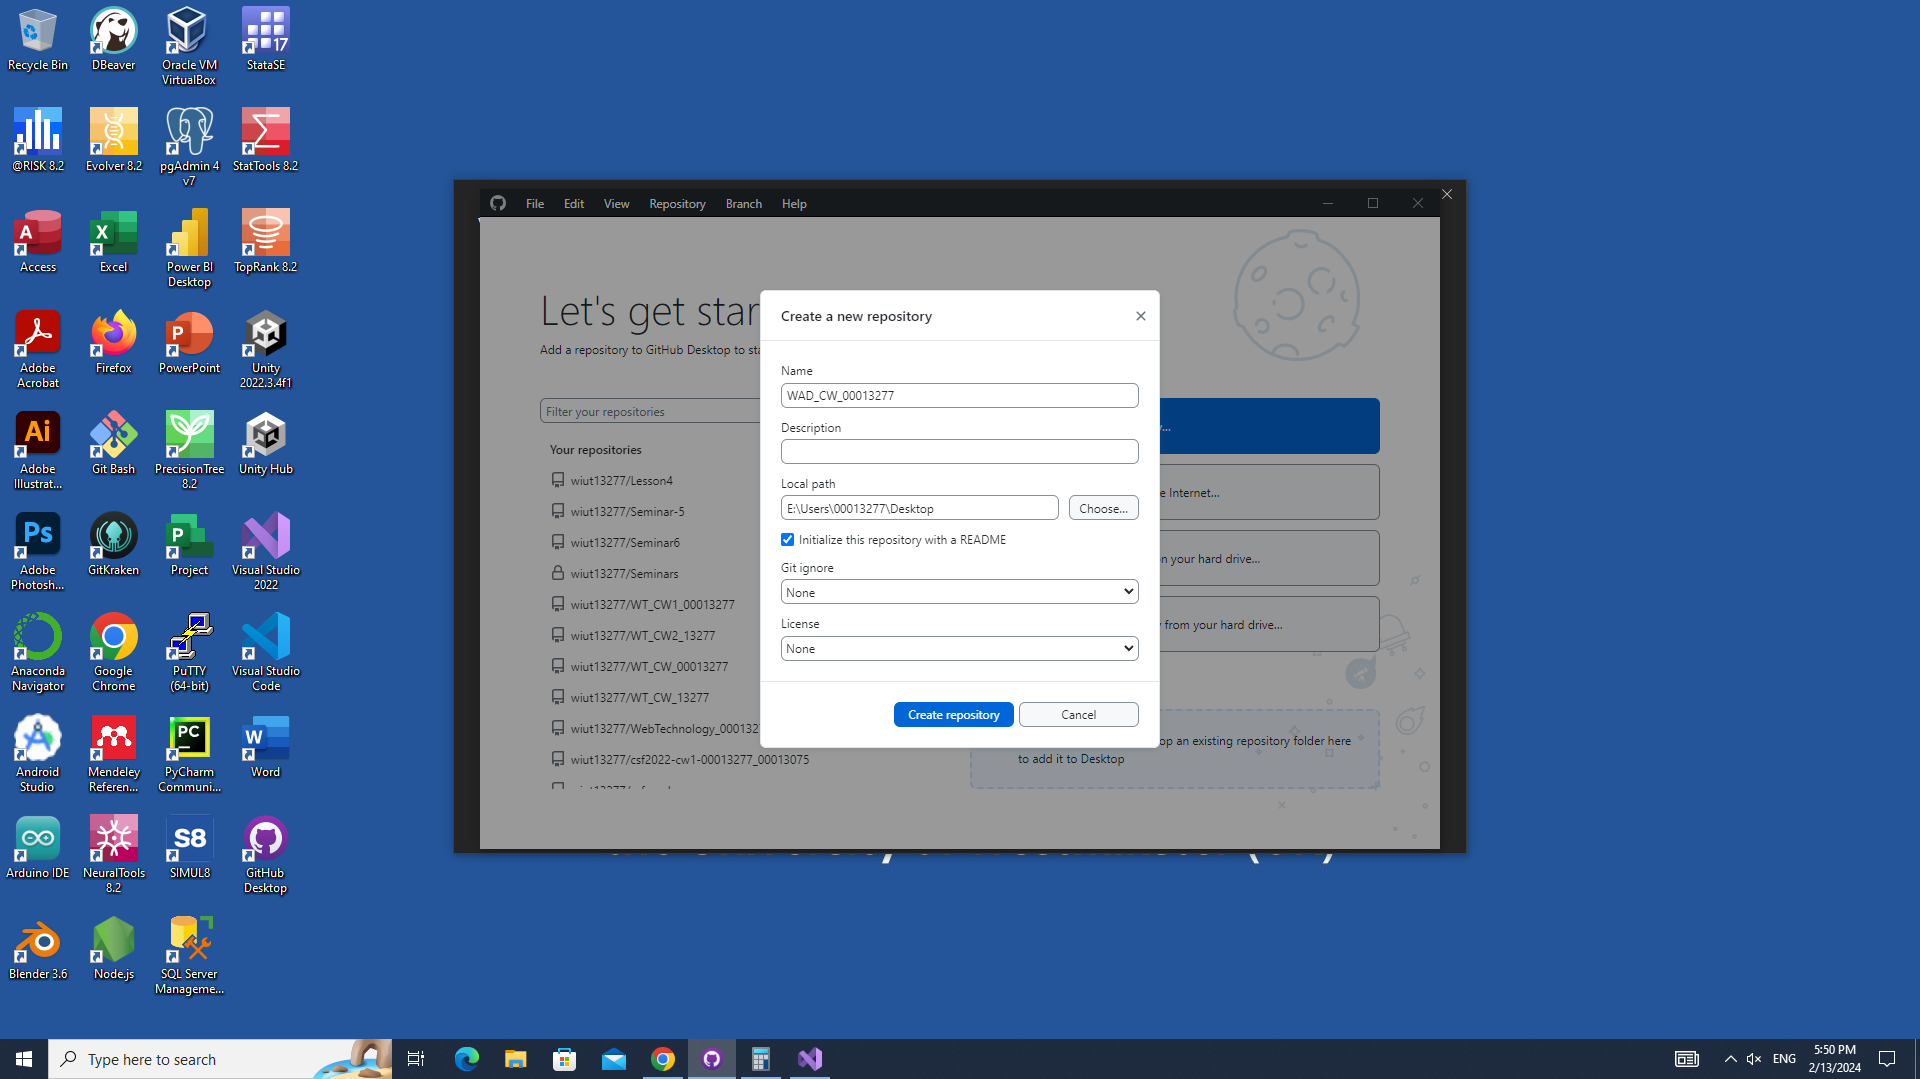 Recycle Bin
DBeaver
Oracle VM
VirtualBox
17
StataSE
@RISK 8.2
Evolver 8.2
pgAdmin 4
v7
StatTools 8.2
Access
Excel
Power BI
Desktop
TopRank 8.2
Adobe
Acrobat
Firefox
PowerPoint
Unity
2022.3.4f1
Adobe
Illustrat...
Git Bash
PrecisionTree
8.2
Unity Hub
Adobe
Photosh...
GitKraken
Project
Visual Studio
2022
Anaconda
Navigator
Google
Chrome
PuTTY
(64-bit)
Visual Studio
Code
Android
Studio
Mendeley
Referen...
PyCharm
Communi...
Word
Arduino IDE
NeuralTools
8.2
S8
SIMUL8
GitHub
Desktop
Blender 3.6
Node.js
SQL Server
Manageme...
File Edit View Repository Branch Help
Let's get star
Add a repository to GitHub Desktop to sta
Filter your repositories
Your repositories
wiut13277/Lesson4
wiut13277/Seminar-5
wiut13277/Seminar6
wiut13277/Seminars
wiut13277/WT_CW1_00013277
wiut13277/WT_CW2_13277
wiut13277/WT_CW_00013277
wiut13277/WT_CW_13277
wiut13277/WebTechnology_0001327
wiut13277/csf2022-cw1-00013277_00013075
y...
e Internet...
on your hard drive...
y from your hard drive...
op an existing repository folder here
to add it to Desktop
Create a new repository
Name
WAD_CW_00013277
Description
Local path
E:\Users\00013277\Desktop
Choose...
Initialize this repository with a README
Git ignore
None
License
None
Create repository
Cancel
Type here to search
ENG
5:50 PM
2/13/2024